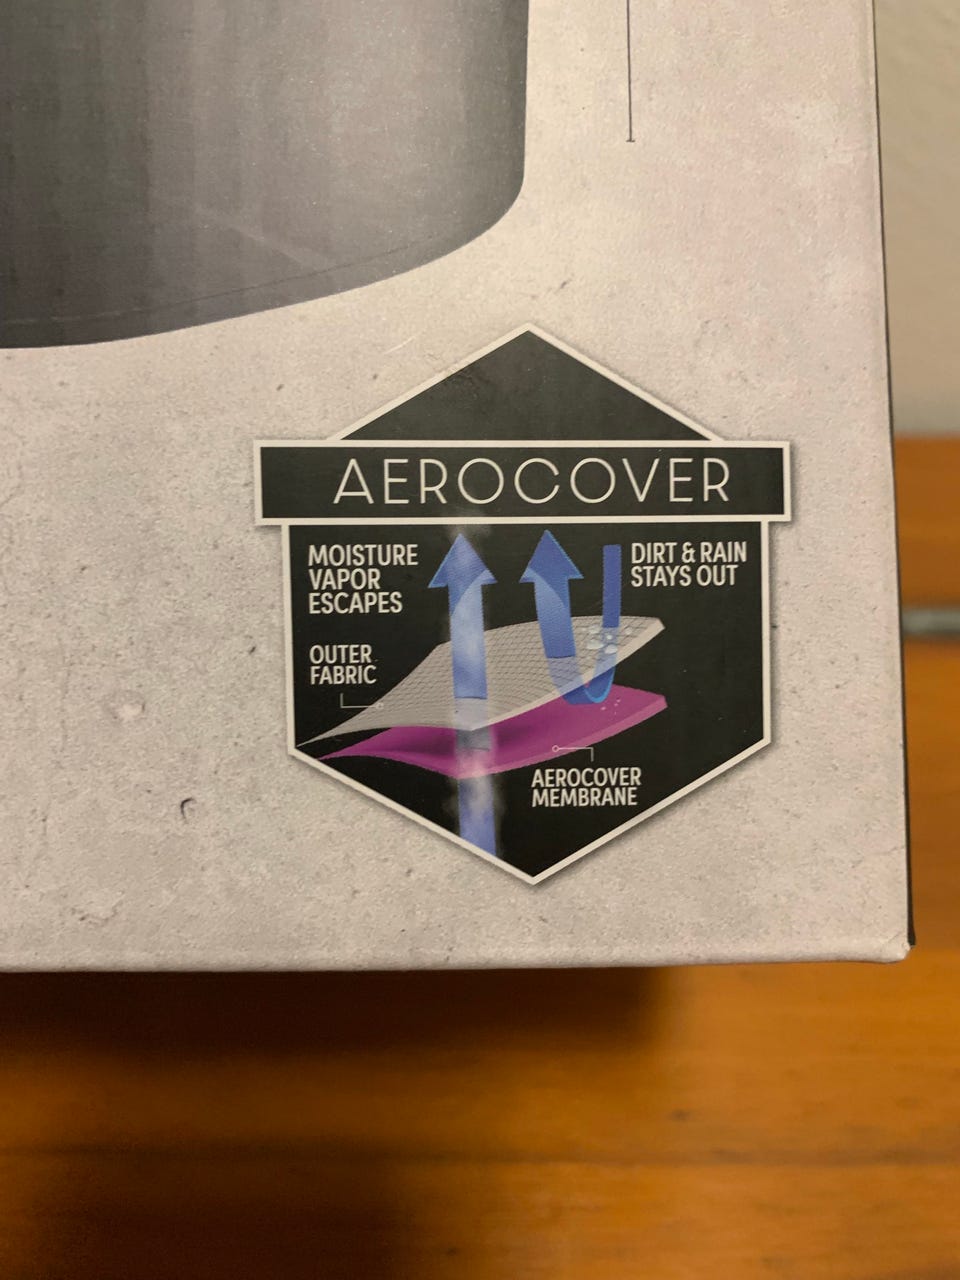 AEROCOVER
MOISTURE
VAPOR
ESCAPES
DIRT & RAIN
STAYS OUT
OUTER
FABRIC
AEROCOVER
MEMBRANE